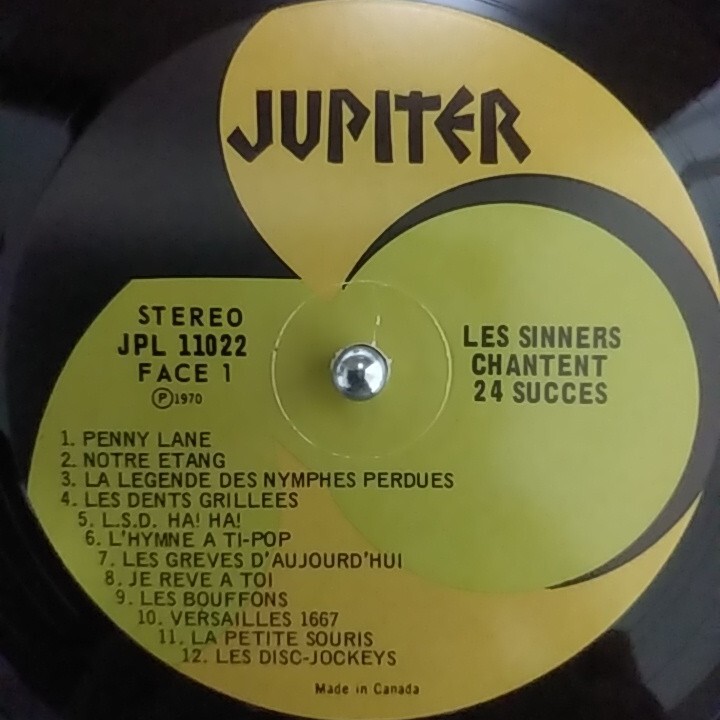 JUPITER
STEREO
JPL 11022
FACE 1
Ⓟ1970
LES SINNERS
CHANTENT
24 SUCCES
1. PENNY LANE
2. NOTRE ETANG
3. LA LEGENDE DES NYMPHES PERDUES
4. LES DENTS GRILLEES
5. L.S.D. HA! HA!
6. L'HYMNE A TI-POP
7. LES GREVES D'AUJOURD'HUI
8. JE REVE A TOI
9. LES BOUFFONS
10. VERSAILLES 1667
11. LA PETITE SOURIS
12. LES DISC-JOCKEYS
Made in Canada